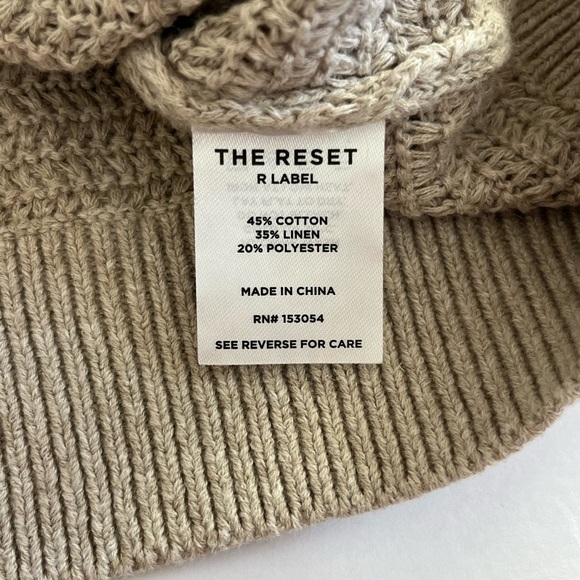 THE RESET
R LABEL
45% COTTON
35% LINEN
20% POLYESTER
MADE IN CHINA
RN# 153054
SEE REVERSE FOR CARE